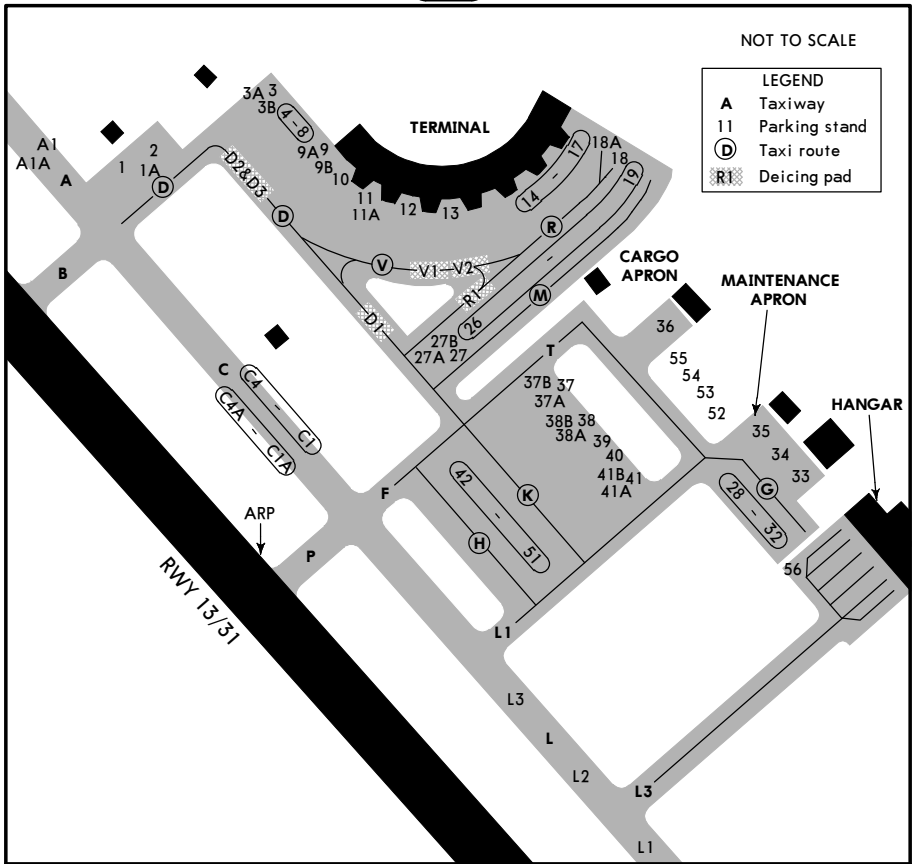 NOT TO SCALE
LEGEND
A Taxiway
11 Parking stand
D Taxi route
R1 Deicing pad
3A 3
3B
4 - 8
TERMINAL
A1
A1A
A
1
2
1A
D
D2&D3
9A 9
9B
10
11
11A
12
13
14 - 17
18A
18
19
D
B
V
V1
V2
R
R1
M
26
D1
27B
27A 27
CARGO
APRON
MAINTENANCE
APRON
36
T
55
54
53
52
37B 37
37A
38B 38
38A
39
40
41B 41
41A
35
34
33
HANGAR
C
C4 - C1
C4A - C1A
F
42 - 51
K
H
G
28 - 32
56
ARP
P
RWY 13/31
L1
L3
L
L2
L3
L1